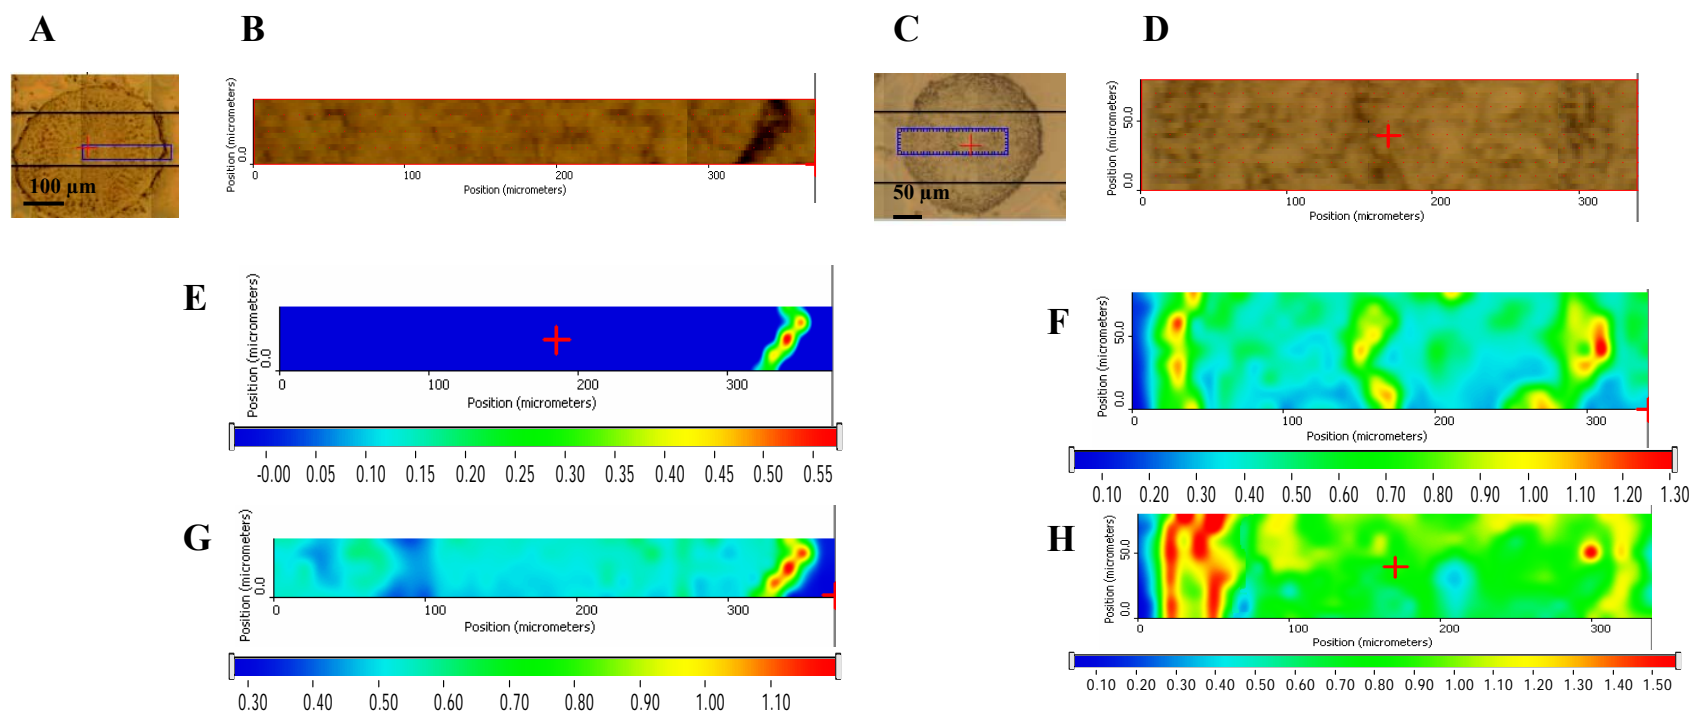 A
B
C
D
100 µm
Position (micrometers)
0.0
0
100
200
300
Position (micrometers)
50 µm
Position (micrometers)
50.0
0.0
0
100
200
300
Position (micrometers)
E
Position (micrometers)
0.0
0
100
200
300
Position (micrometers)
-0.00 0.05 0.10 0.15 0.20 0.25 0.30 0.35 0.40 0.45 0.50 0.55
F
Position (micrometers)
50.0
0.0
0
100
200
300
Position (micrometers)
0.10 0.20 0.30 0.40 0.50 0.60 0.70 0.80 0.90 1.00 1.10 1.20 1.30
G
Position (micrometers)
0.0
0
100
200
300
Position (micrometers)
0.30 0.40 0.50 0.60 0.70 0.80 0.90 1.00 1.10
H
Position (micrometers)
50.0
0.0
0
100
200
300
Position (micrometers)
0.10 0.20 0.30 0.40 0.50 0.60 0.70 0.80 0.90 1.00 1.10 1.20 1.30 1.40 1.50